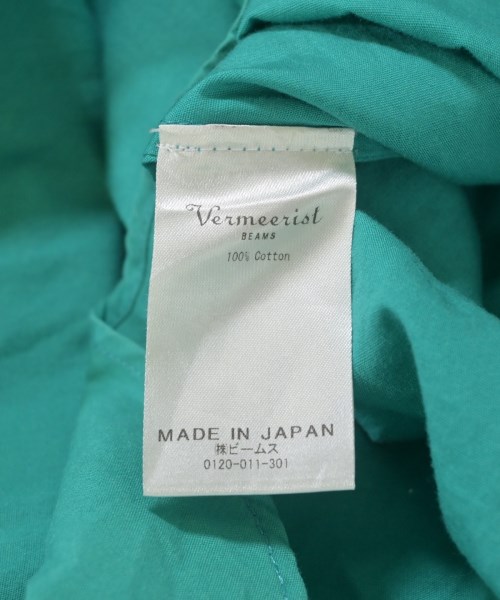 Vermeerist
BEAMS
100% Cotton
MADE IN JAPAN
㈱ビームス
0120-011-301